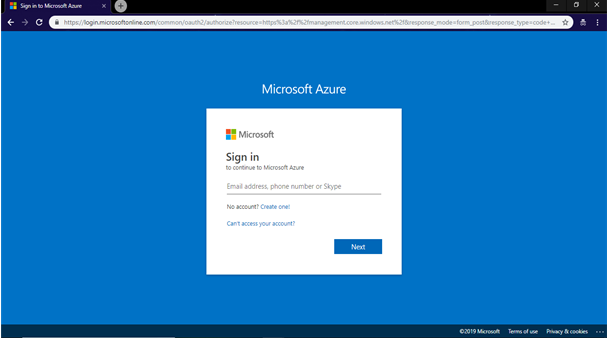 Sign in to Microsoft Azure
https://login.microsoftonline.com/common/oauth2/authorize?resource=https%3a%2f%2fmanagement.core.windows.net%2f&response_mode=form_post&response_type=code+...
Microsoft Azure
Microsoft
Sign in
to continue to Microsoft Azure
Email address, phone number or Skype
No account? Create one!
Can't access your account?
Next
©2019 Microsoft Terms of use Privacy & cookies ...